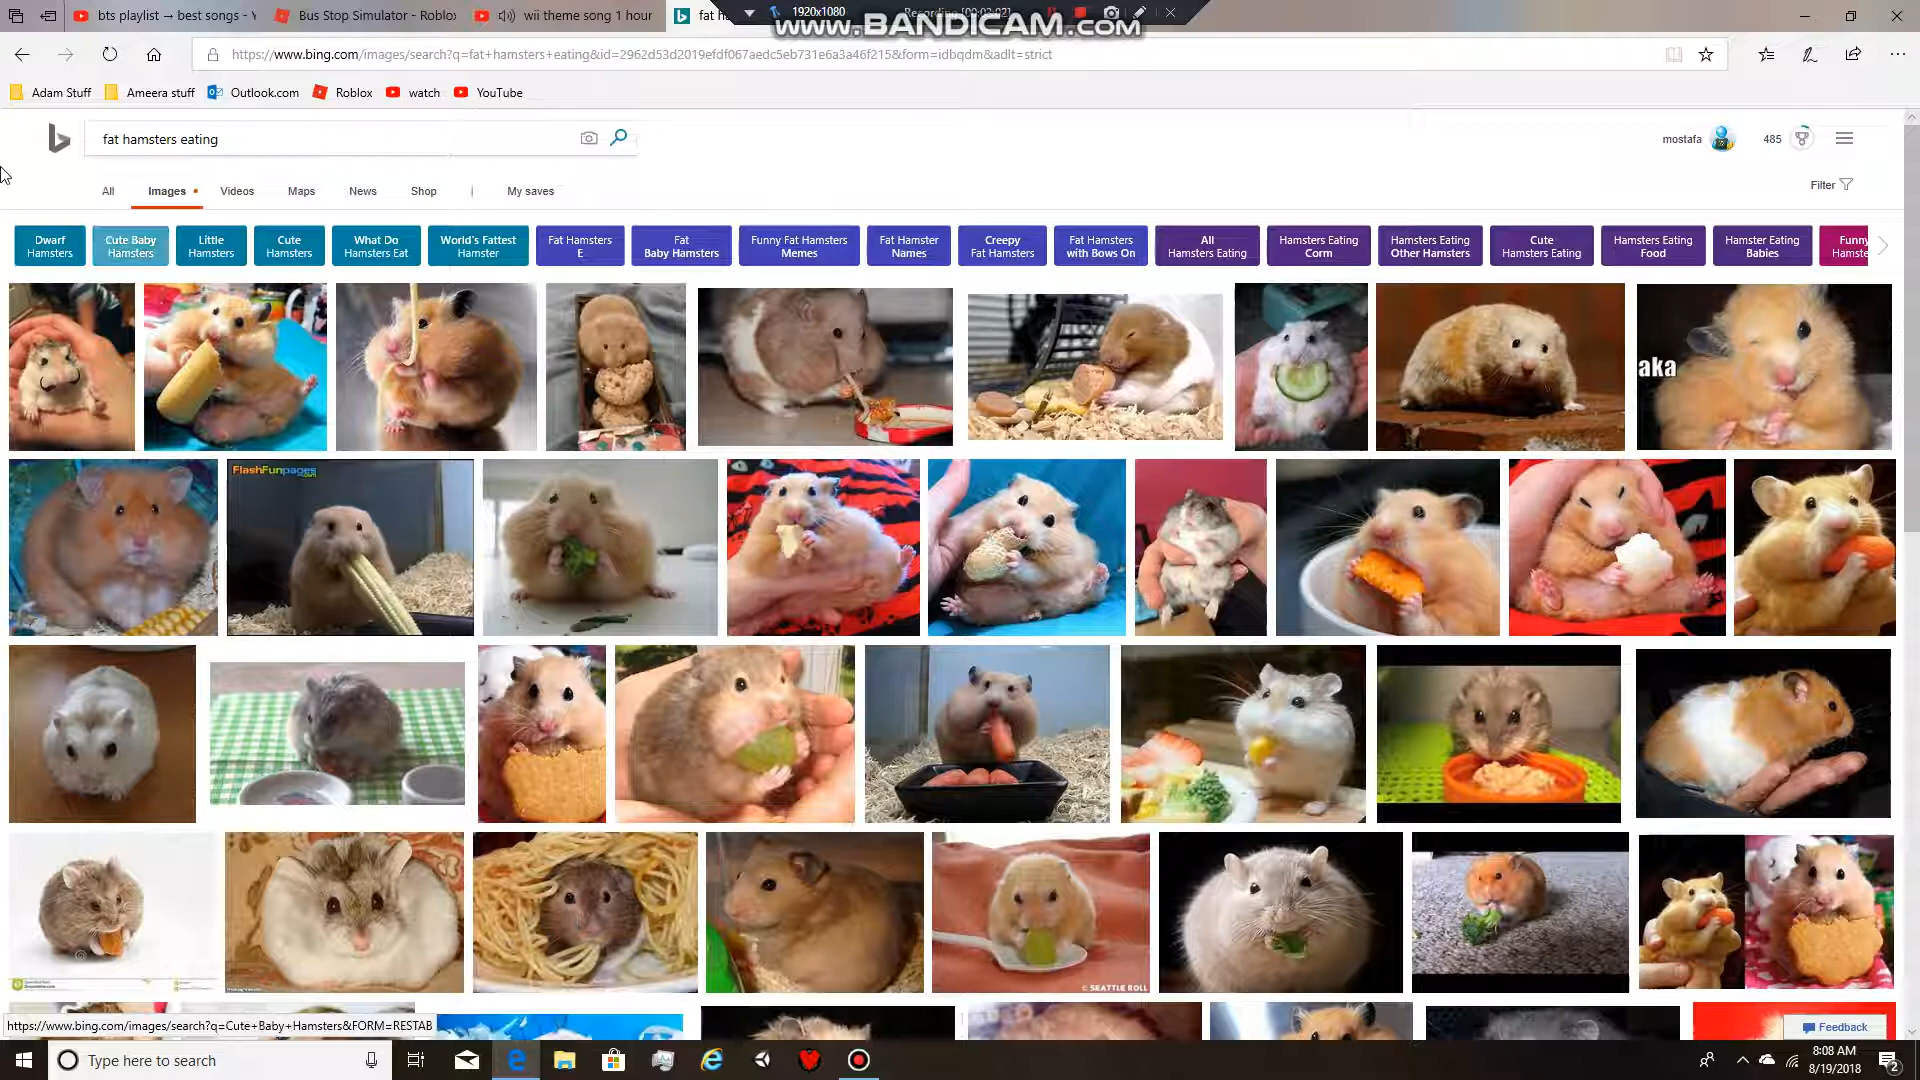 bts playlist → best songs - Y
Bus Stop Simulator - Roblox
wii theme song 1 hour
fat h
1920x1080
Recording [00:03:02]
www.BANDICAM.com
https://www.bing.com/images/search?q=fat+hamsters+eating&id=2962d53d2019efdf067aedc5eb731e6a3a46f215&form=idbqdm&adlt=strict
Adam Stuff
Ameera stuff
Outlook.com
Roblox
watch
YouTube
fat hamsters eating
mostafa
485
All
Images
Videos
Maps
News
Shop
My saves
Filter
Dwarf Hamsters
Cute Baby Hamsters
Little Hamsters
Cute Hamsters
What Do Hamsters Eat
World's Fattest Hamster
Fat Hamsters E
Fat Baby Hamsters
Funny Fat Hamsters Memes
Fat Hamster Names
Creepy Fat Hamsters
Fat Hamsters with Bows On
All Hamsters Eating
Hamsters Eating Corm
Hamsters Eating Other Hamsters
Cute Hamsters Eating
Hamsters Eating Food
Hamster Eating Babies
Funny Hamste
aka
FlashFunpages
.com
© SEATTLE ROLL
https://www.bing.com/images/search?q=Cute+Baby+Hamsters&FORM=RESTAB
Feedback
Type here to search
8:08 AM
8/19/2018
2